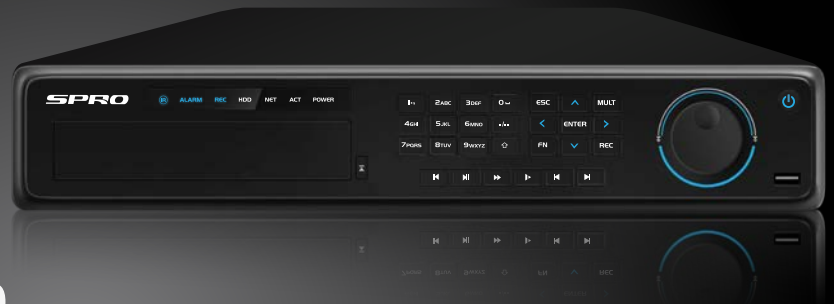 SPRO
IR ALARM REC HDD NET ACT POWER
2ABC 3DEF 0 ESC MULT
4GHI 5JKL 6MNO -/-- ENTER
7PQRS 8TUV 9WXYZ FN REC